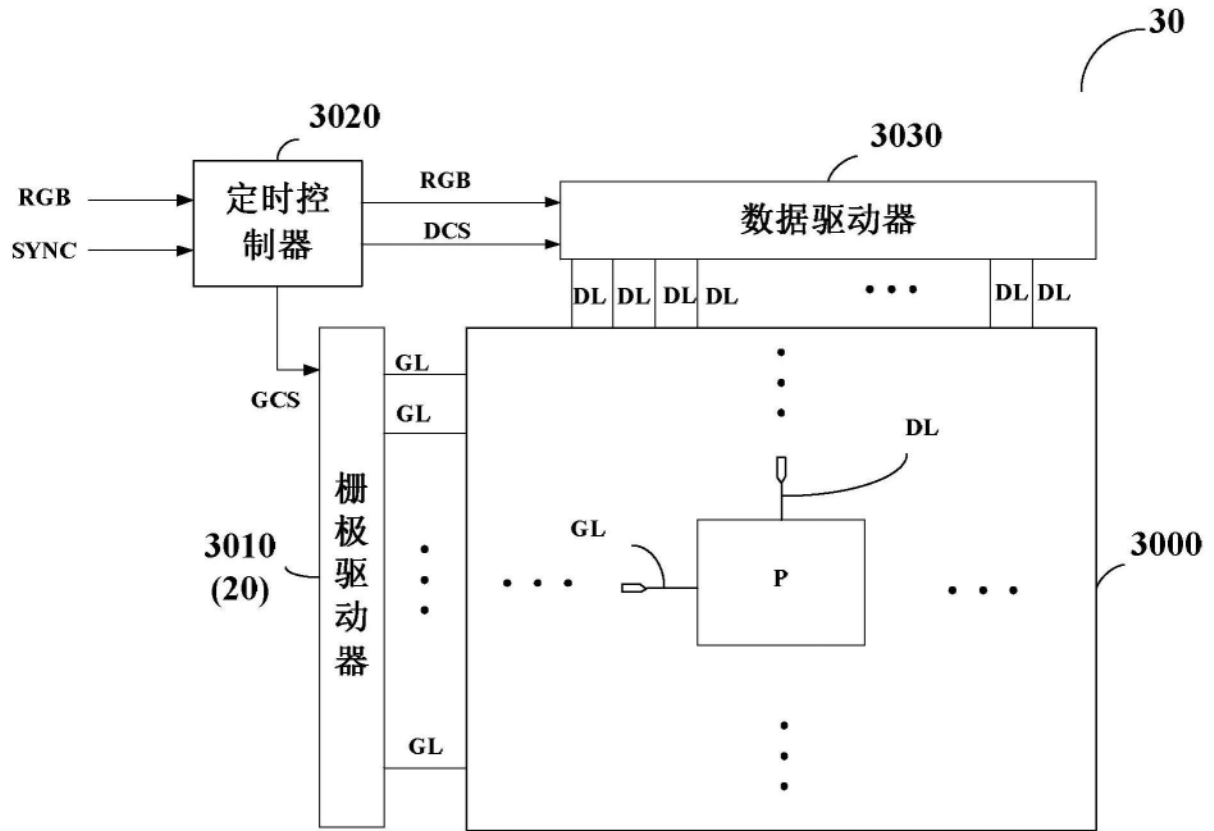 30
3020
3030
RGB
SYNC
定时控
制器
RGB
DCS
数据驱动器
DL DL DL DL DL DL
GCS
GL
GL
DL
栅极驱动器
3010
(20)
GL
P
3000
GL